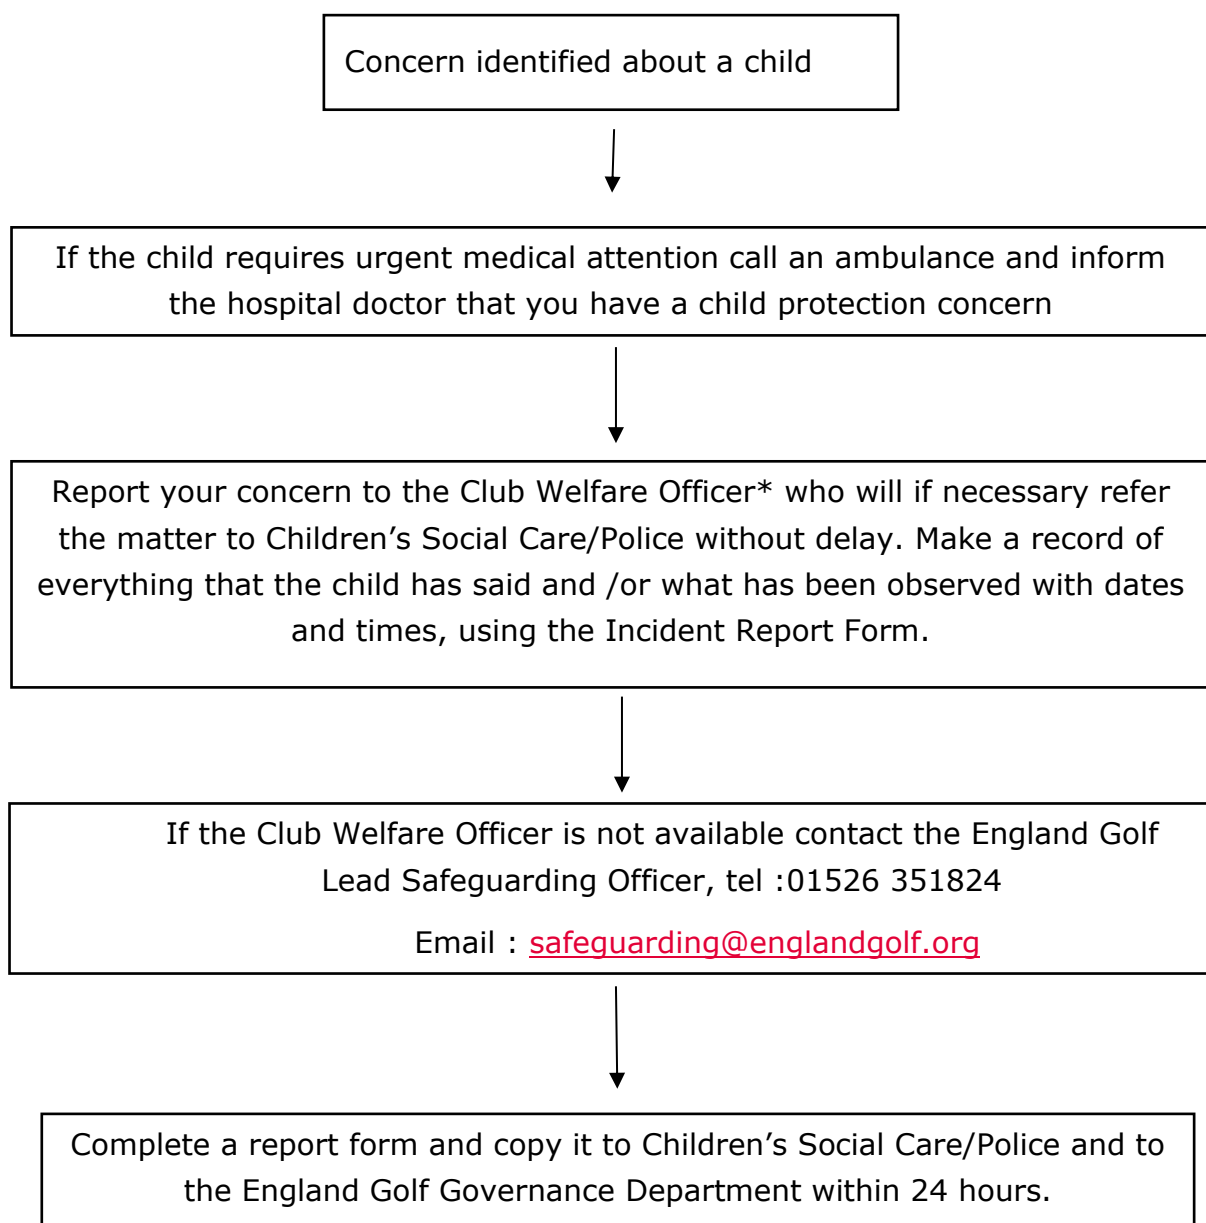 Concern identified about a child
If the child requires urgent medical attention call an ambulance and inform
the hospital doctor that you have a child protection concern
Report your concern to the Club Welfare Officer* who will if necessary refer
the matter to Children’s Social Care/Police without delay. Make a record of
everything that the child has said and /or what has been observed with dates
and times, using the Incident Report Form.
If the Club Welfare Officer is not available contact the England Golf
Lead Safeguarding Officer, tel :01526 351824
Email : safeguarding@englandgolf.org
Complete a report form and copy it to Children’s Social Care/Police and to
the England Golf Governance Department within 24 hours.